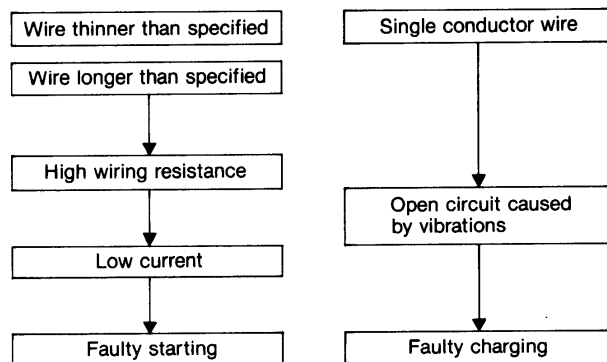 Wire thinner than specified
Wire longer than specified
High wiring resistance
Low current
Faulty starting
Single conductor wire
Open circuit caused
by vibrations
Faulty charging